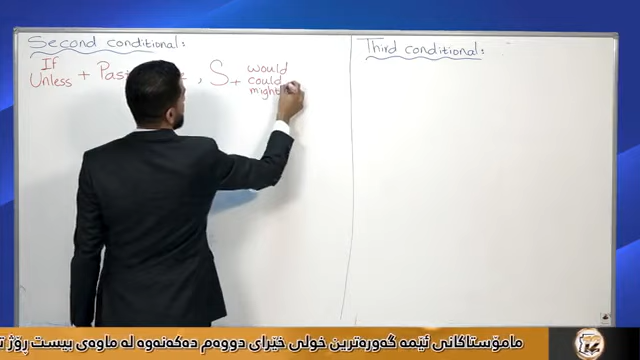 Second conditional:
If
Unless + Pas
, S +
would
could
might
Third conditional:
مامۆستاکانی ئێمە گەورەترین خولی خێرای دووەم دەکەنەوە لە ماوەی بیست ڕۆژ